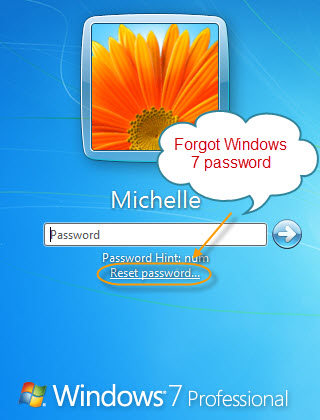 Forgot Windows
7 password
Michelle
Password
Password Hint: num
Reset password...
Windows 7 Professional